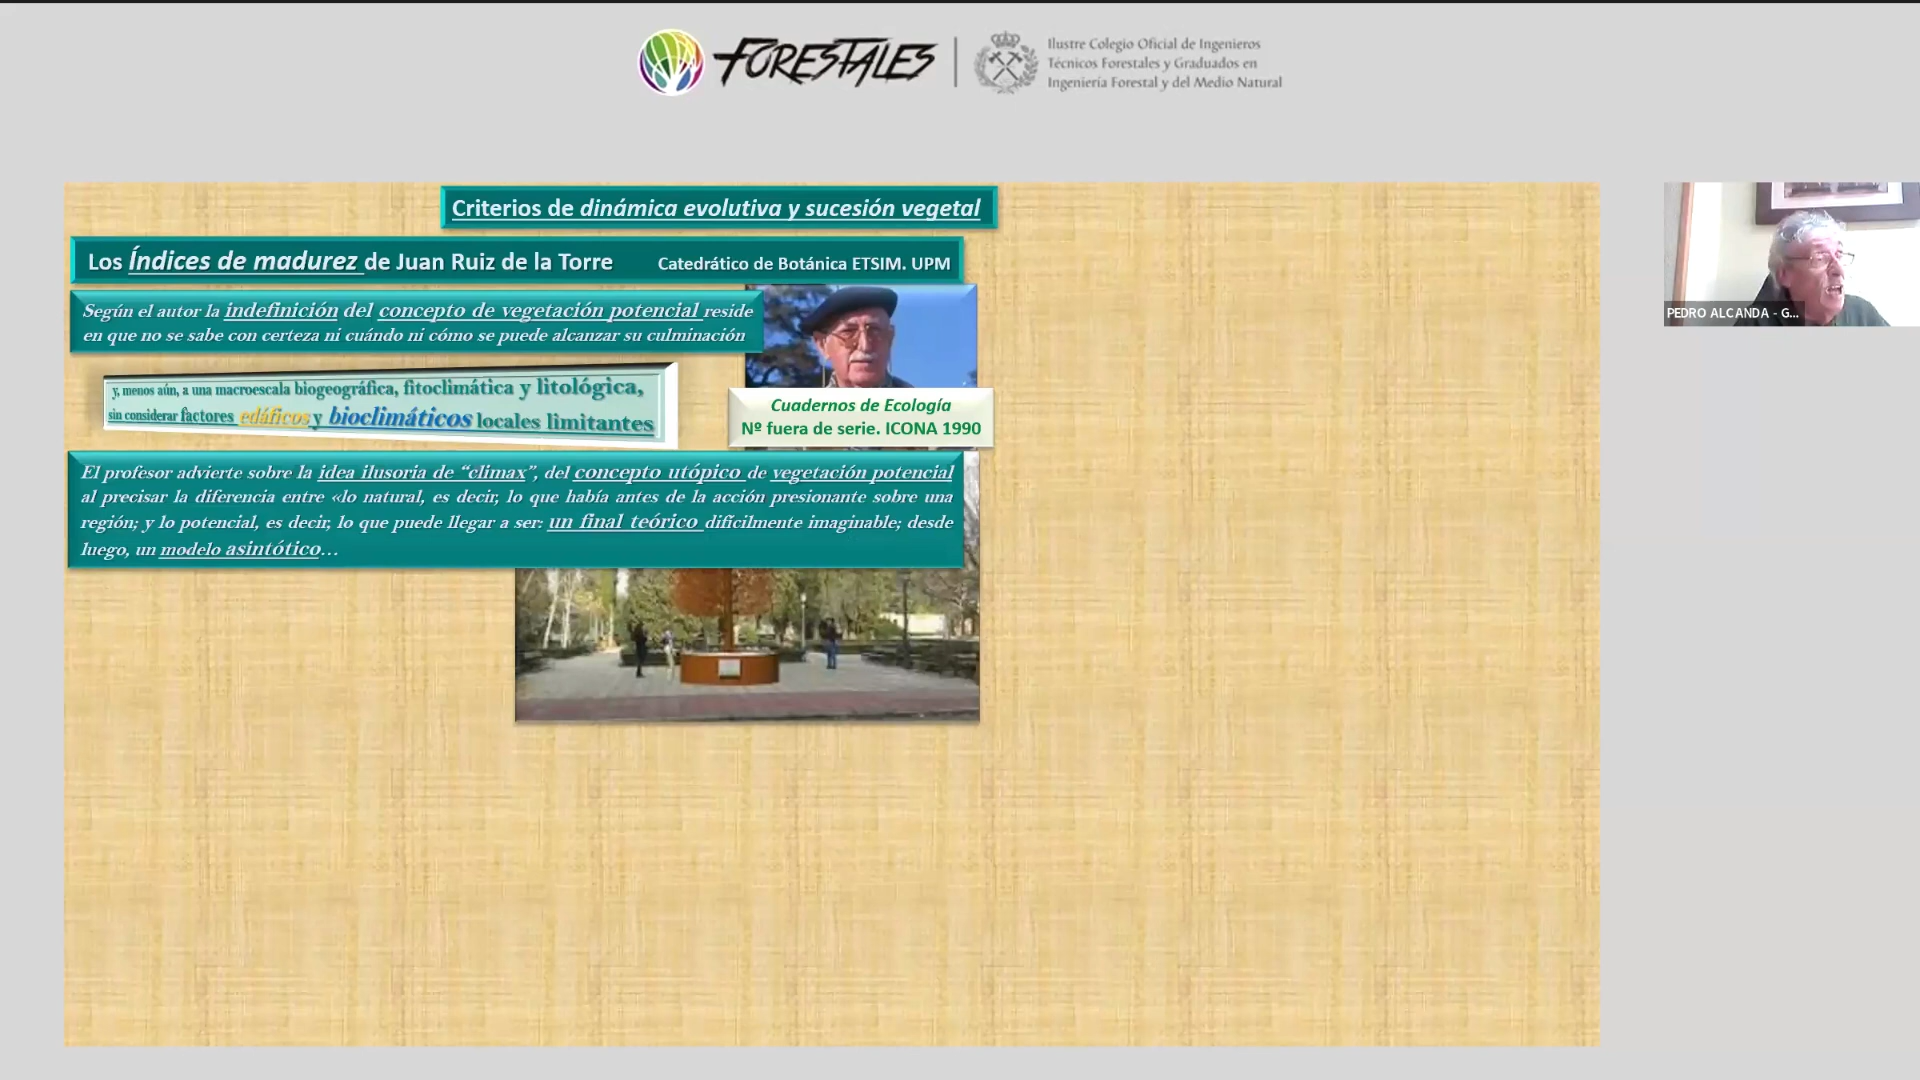 FORESTALES
Ilustre Colegio Oficial de Ingenieros
Técnicos Forestales y Graduados en
Ingeniería Forestal y del Medio Natural
Criterios de dinámica evolutiva y sucesión vegetal
Los Índices de madurez de Juan Ruiz de la Torre Catedrático de Botánica ETSIM. UPM
Según el autor la indefinición del concepto de vegetación potencial reside
en que no se sabe con certeza ni cuándo ni cómo se puede alcanzar su culminación
y, menos aún, a una macroescala biogeográfica, fitoclimática y litológica,
sin considerar factores edáficos y bioclimáticos locales limitantes
Cuadernos de Ecología
Nº fuera de serie. ICONA 1990
El profesor advierte sobre la idea ilusoria de “climax”, del concepto utópico de vegetación potencial
al precisar la diferencia entre «lo natural, es decir, lo que había antes de la acción presionante sobre una
región; y lo potencial, es decir, lo que puede llegar a ser: un final teórico difícilmente imaginable; desde
luego, un modelo asintótico…
PEDRO ALCANDA - G...